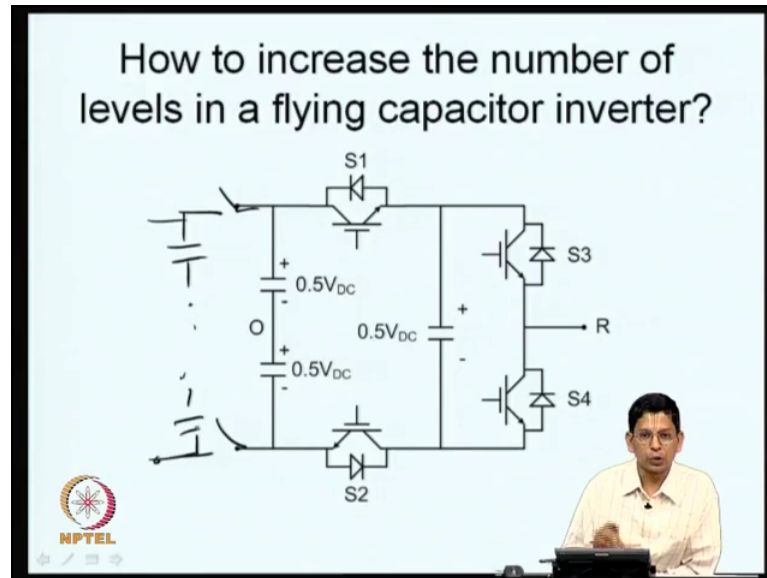 How to increase the number of
levels in a flying capacitor inverter?
S1
+
0.5VDC
-
S3
O
0.5VDC
+
-
R
+
0.5VDC
-
S4
S2
NPTEL